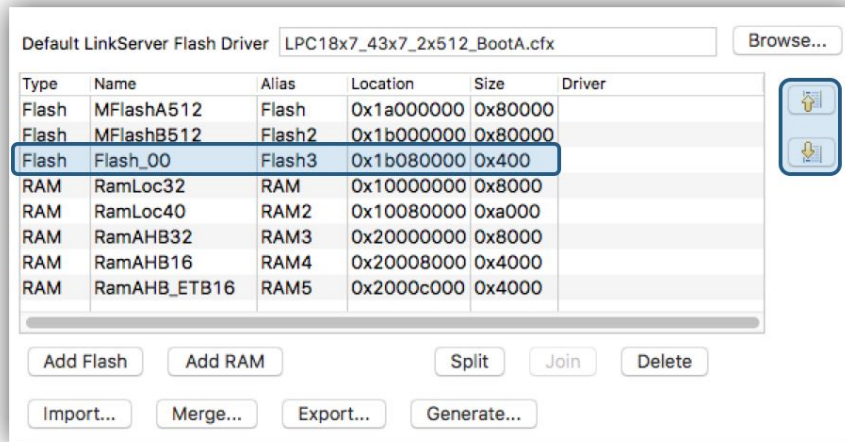 Default LinkServer Flash Driver LPC18x7_43x7_2x512_BootA.cfx Browse...
Type Name Alias Location Size Driver
Flash MFlashA512 Flash 0x1a000000 0x80000
Flash MFlashB512 Flash2 0x1b000000 0x80000
Flash Flash_00 Flash3 0x1b080000 0x400
RAM RamLoc32 RAM 0x10000000 0x8000
RAM RamLoc40 RAM2 0x10080000 0xa000
RAM RamAHB32 RAM3 0x20000000 0x8000
RAM RamAHB16 RAM4 0x20008000 0x4000
RAM RamAHB_ETB16 RAM5 0x2000c000 0x4000
Add Flash Add RAM Split Join Delete
Import... Merge... Export... Generate...